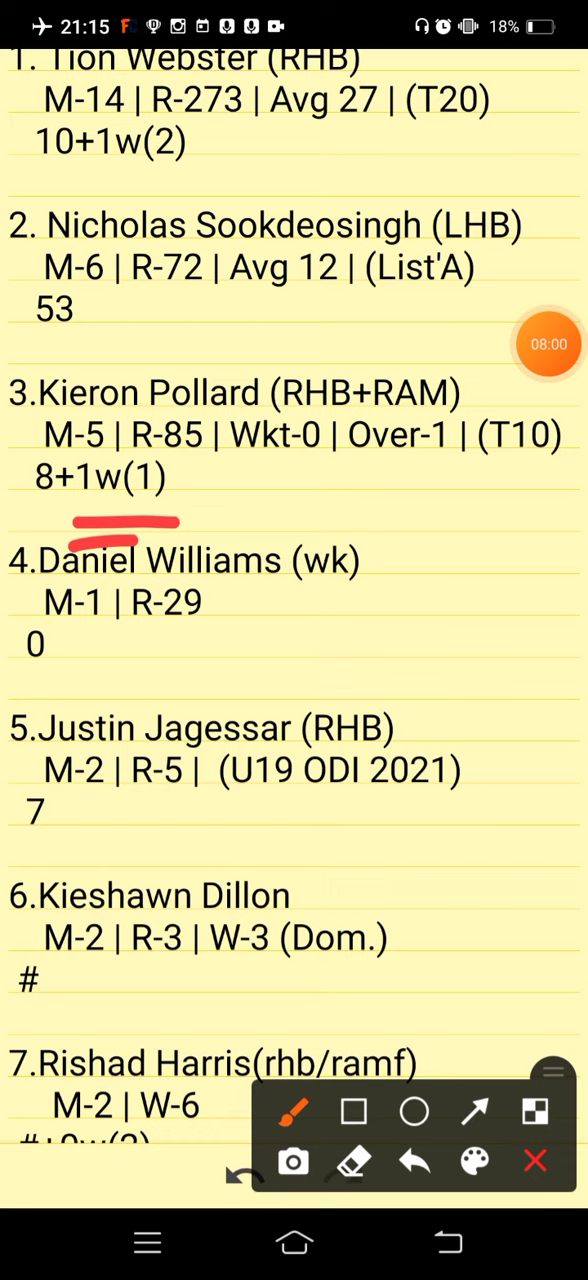 21:15
18%
1. Tion Webster (RHB)
M-14 | R-273 | Avg 27 | (T20)
10+1w(2)
2. Nicholas Sookdeosingh (LHB)
M-6 | R-72 | Avg 12 | (List'A)
53
08:00
3.Kieron Pollard (RHB+RAM)
M-5 | R-85 | Wkt-0 | Over-1 | (T10)
8+1w(1)
4.Daniel Williams (wk)
M-1 | R-29
0
5.Justin Jagessar (RHB)
M-2 | R-5 | (U19 ODI 2021)
7
6.Kieshawn Dillon
M-2 | R-3 | W-3 (Dom.)
#
7.Rishad Harris(rhb/ramf)
M-2 | W-6